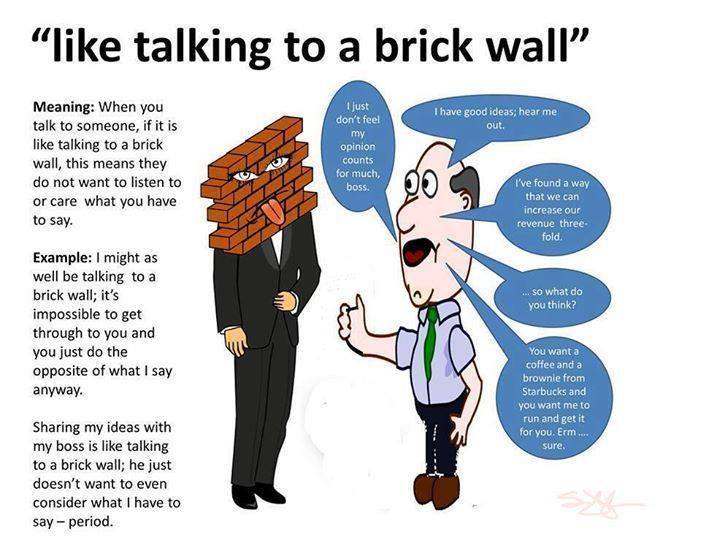 “like talking to a brick wall”
Meaning: When you
talk to someone, if it is
like talking to a brick
wall, this means they
do not want to listen to
or care what you have
to say.
Example: I might as
well be talking to a
brick wall; it’s
impossible to get
through to you and
you just do the
opposite of what I say
anyway.
Sharing my ideas with
my boss is like talking
to a brick wall; he just
doesn’t want to even
consider what I have to
say – period.
I just
don’t feel
my
opinion
counts
for much,
boss.
I have good ideas; hear me
out.
I’ve found a way
that we can
increase our
revenue three-
fold.
... so what do
you think?
You want a
coffee and a
brownie from
Starbucks and
you want me to
run and get it
for you. Erm ....
sure.